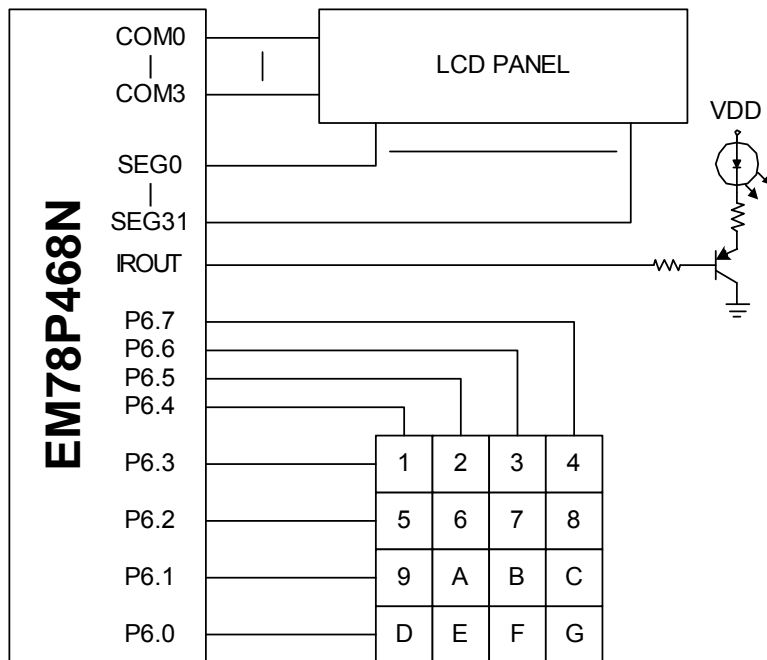 EM78P468N
COM0
COM3
SEG0
SEG31
IROUT
P6.7
P6.6
P6.5
P6.4
P6.3
P6.2
P6.1
P6.0
LCD PANEL
VDD
1 2 3 4
5 6 7 8
9 A B C
D E F G